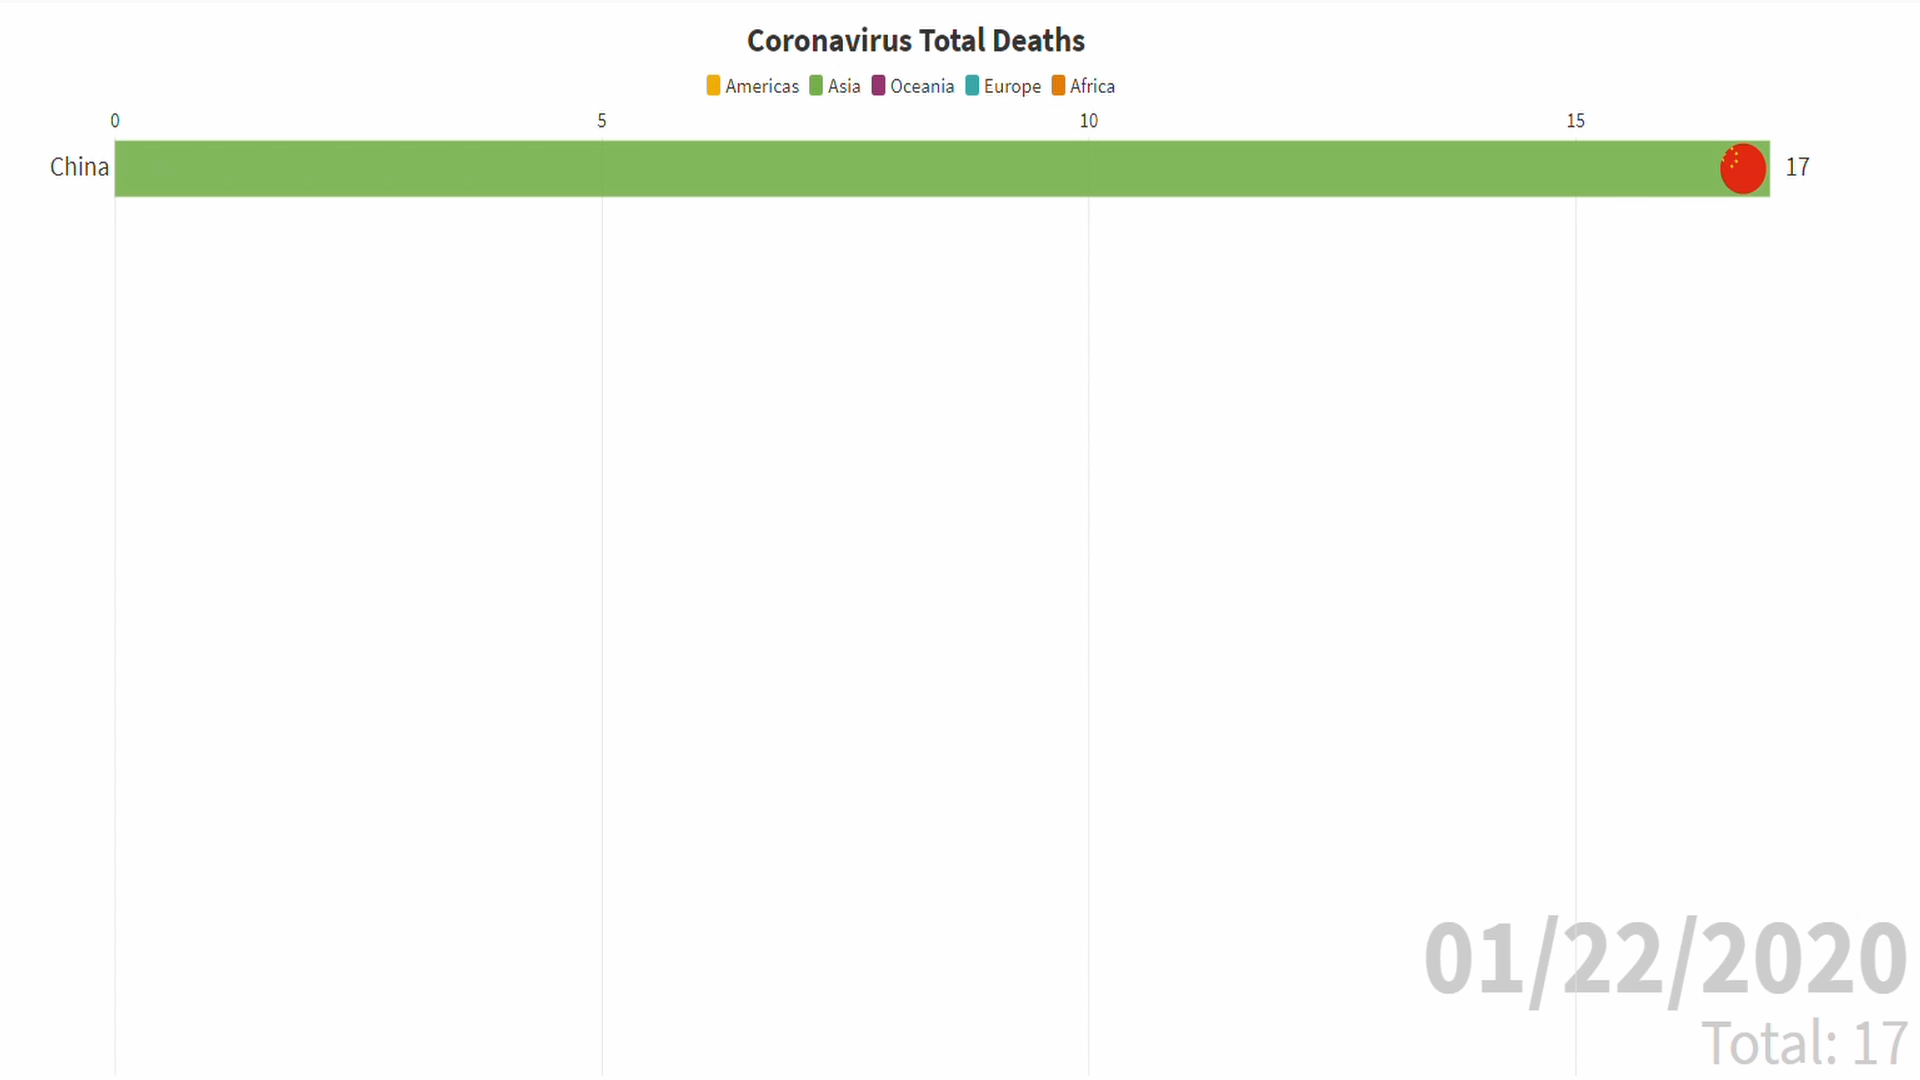 Coronavirus Total Deaths
Americas Asia Oceania Europe Africa
0 5 10 15
China 17
01/22/2020
Total: 17